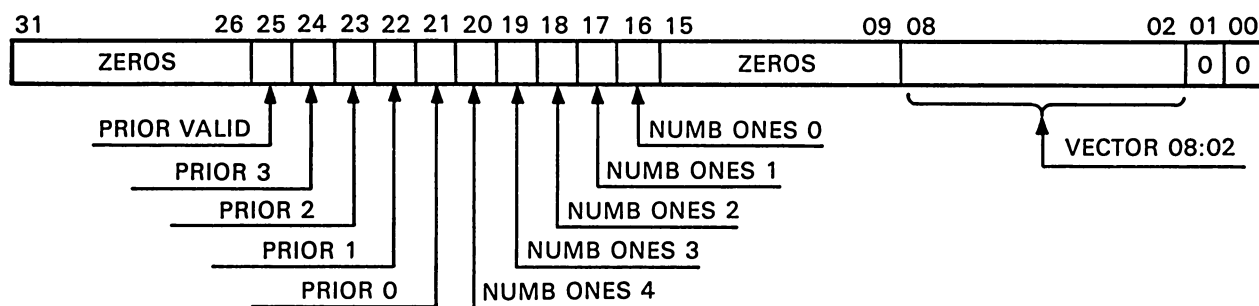 31 26 25 24 23 22 21 20 19 18 17 16 15 09 08 02 01 00
ZEROS ZEROS 0 0
PRIOR VALID NUMB ONES 0 VECTOR 08:02
PRIOR 3 NUMB ONES 1
PRIOR 2 NUMB ONES 2
PRIOR 1 NUMB ONES 3
PRIOR 0 NUMB ONES 4